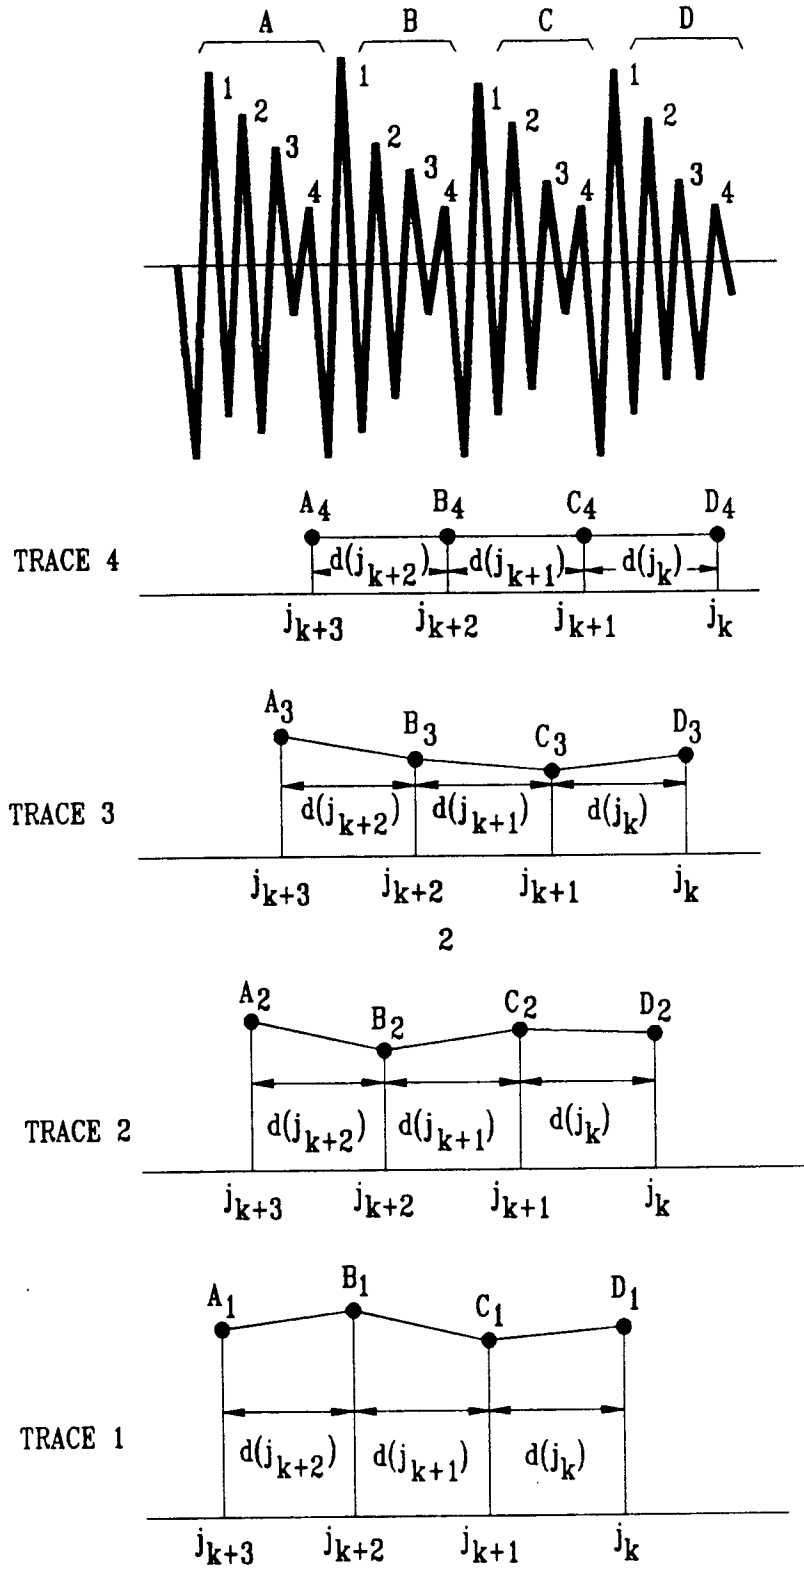 A B C D
1 2 3 4 1 2 3 4 1 2 3 4 1 2 3 4
A4 B4 C4 D4
TRACE 4 d(jk+2) d(jk+1) d(jk)
jk+3 jk+2 jk+1 jk
A3 B3 C3 D3
TRACE 3 d(jk+2) d(jk+1) d(jk)
jk+3 jk+2 jk+1 jk
2
A2 B2 C2 D2
TRACE 2 d(jk+2) d(jk+1) d(jk)
jk+3 jk+2 jk+1 jk
A1 B1 C1 D1
TRACE 1 d(jk+2) d(jk+1) d(jk)
jk+3 jk+2 jk+1 jk